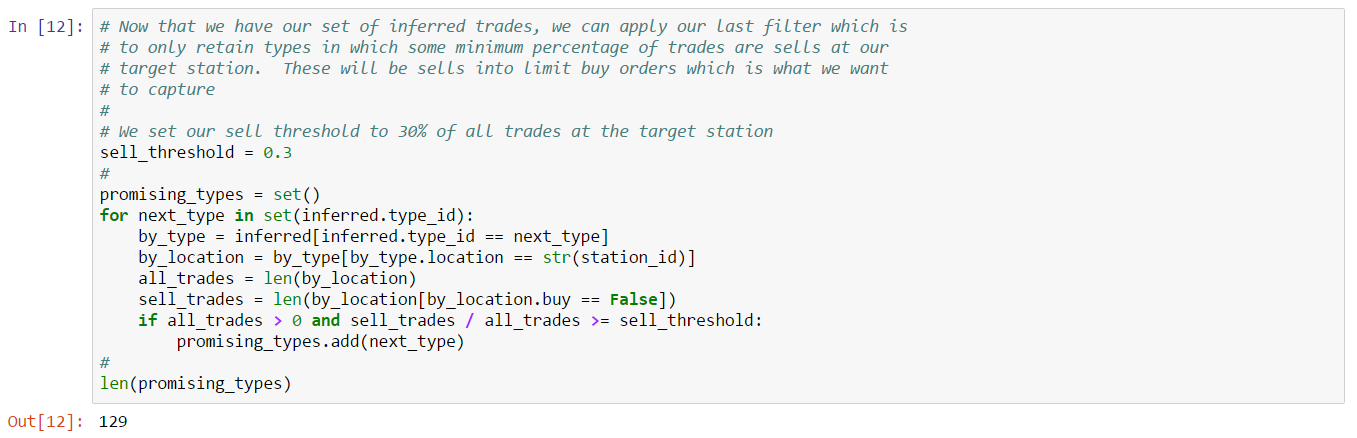 In [12]: # Now that we have our set of inferred trades, we can apply our last filter which is
# to only retain types in which some minimum percentage of trades are sells at our
# target station.  These will be sells into limit buy orders which is what we want
# to capture
#
# We set our sell threshold to 30% of all trades at the target station
sell_threshold = 0.3
#
promising_types = set()
for next_type in set(inferred.type_id):
    by_type = inferred[inferred.type_id == next_type]
    by_location = by_type[by_type.location == str(station_id)]
    all_trades = len(by_location)
    sell_trades = len(by_location[by_location.buy == False])
    if all_trades > 0 and sell_trades / all_trades >= sell_threshold:
        promising_types.add(next_type)
#
len(promising_types)
Out[12]: 129